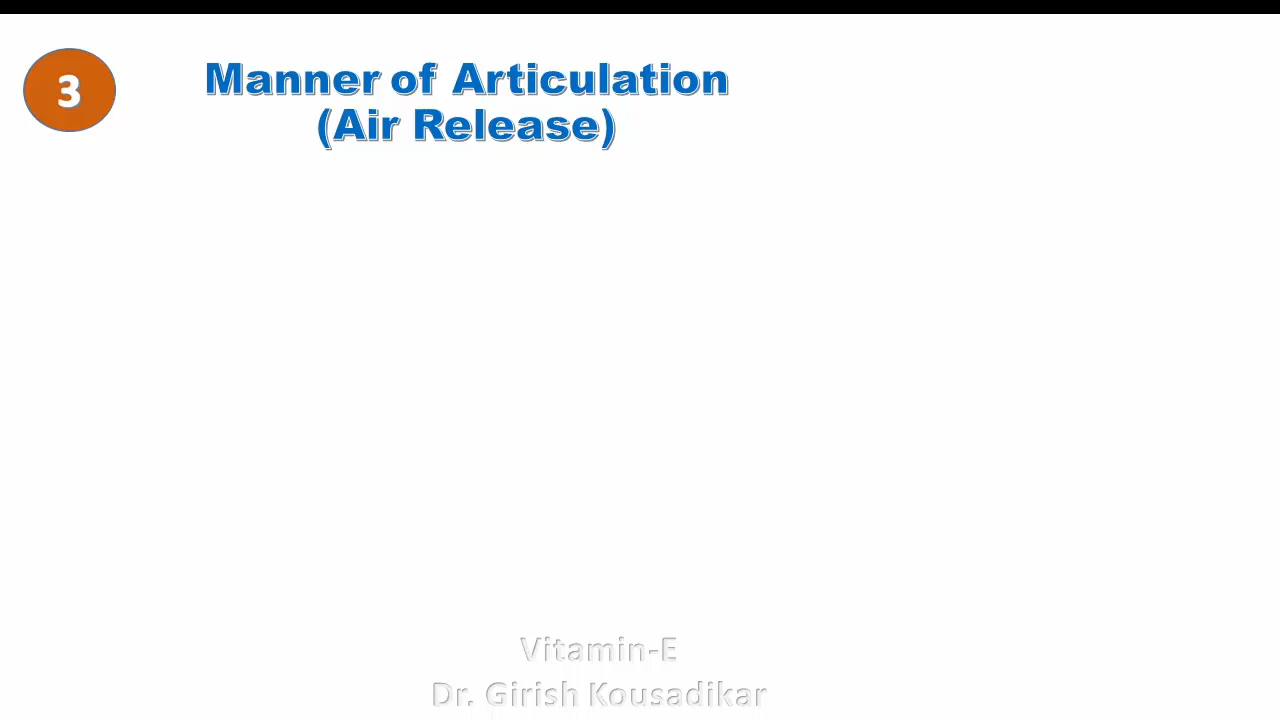 3
Manner of Articulation
(Air Release)
Vitamin-E
Dr. Girish Kousadikar